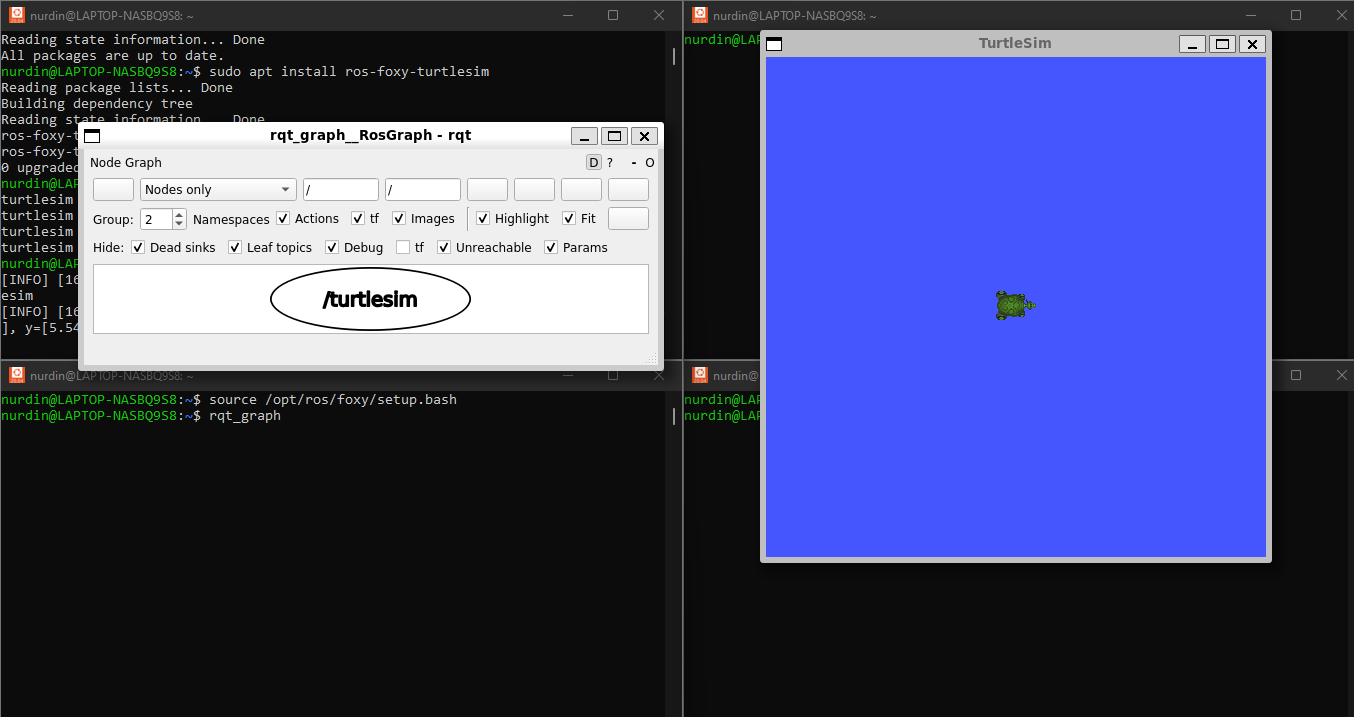 nurdin@LAPTOP-NASBQ9S8: ~
Reading state information... Done
All packages are up to date.
nurdin@LAPTOP-NASBQ9S8:~$ sudo apt install ros-foxy-turtlesim
Reading package lists... Done
Building dependency tree
Reading state information... Done
ros-foxy-t
ros-foxy-t
0 upgraded
nurdin@LAP
turtlesim
turtlesim
turtlesim
turtlesim
nurdin@LAP
[INFO] [16
esim
[INFO] [16
], y=[5.54
rqt_graph__RosGraph - rqt
Node Graph
D ? - O
Nodes only / /
Group: 2 Namespaces Actions tf Images Highlight Fit
Hide: Dead sinks Leaf topics Debug tf Unreachable Params
/turtlesim
nurdin@LAPTOP-NASBQ9S8: ~
nurdin@LAP
TurtleSim
nurdin@LAPTOP-NASBQ9S8: ~
nurdin@LAPTOP-NASBQ9S8:~$ source /opt/ros/foxy/setup.bash
nurdin@LAPTOP-NASBQ9S8:~$ rqt_graph
nurdin@
nurdin@LAP
nurdin@LAP